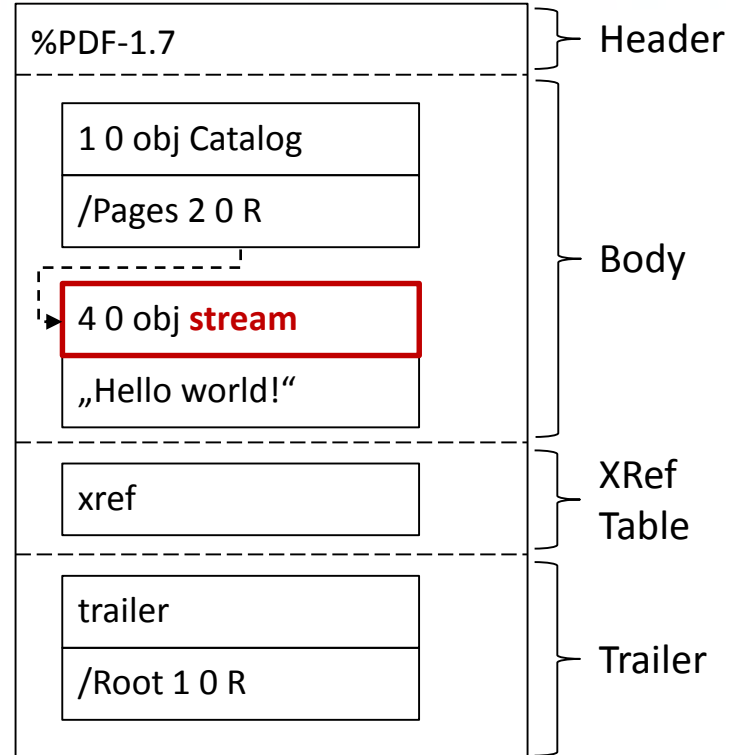 %PDF-1.7
Header
1 0 obj Catalog
/Pages 2 0 R
Body
4 0 obj stream
„Hello world!“
xref
XRef
Table
trailer
/Root 1 0 R
Trailer